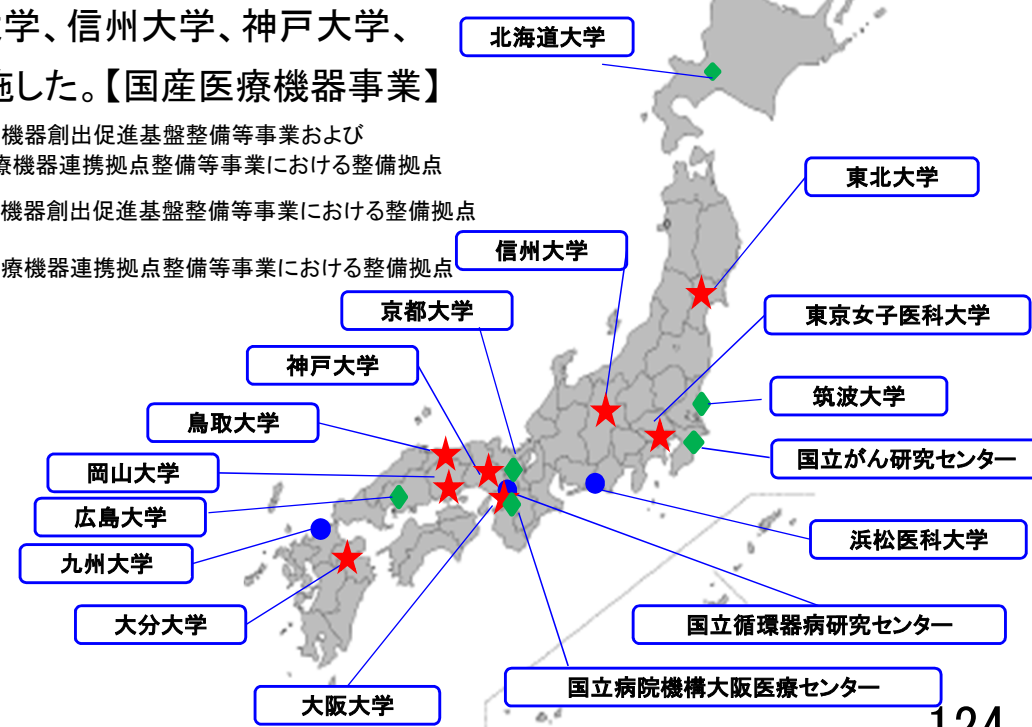 学、信州大学、神戸大学、
施した。【国産医療機器事業】
機器創出促進基盤整備等事業および
療機器連携拠点整備等事業における整備拠点
機器創出促進基盤整備等事業における整備拠点
療機器連携拠点整備等事業における整備拠点
北海道大学
東北大学
信州大学
京都大学
東京女子医科大学
神戸大学
筑波大学
鳥取大学
国立がん研究センター
岡山大学
広島大学
浜松医科大学
九州大学
大分大学
国立循環器病研究センター
国立病院機構大阪医療センター
大阪大学
124